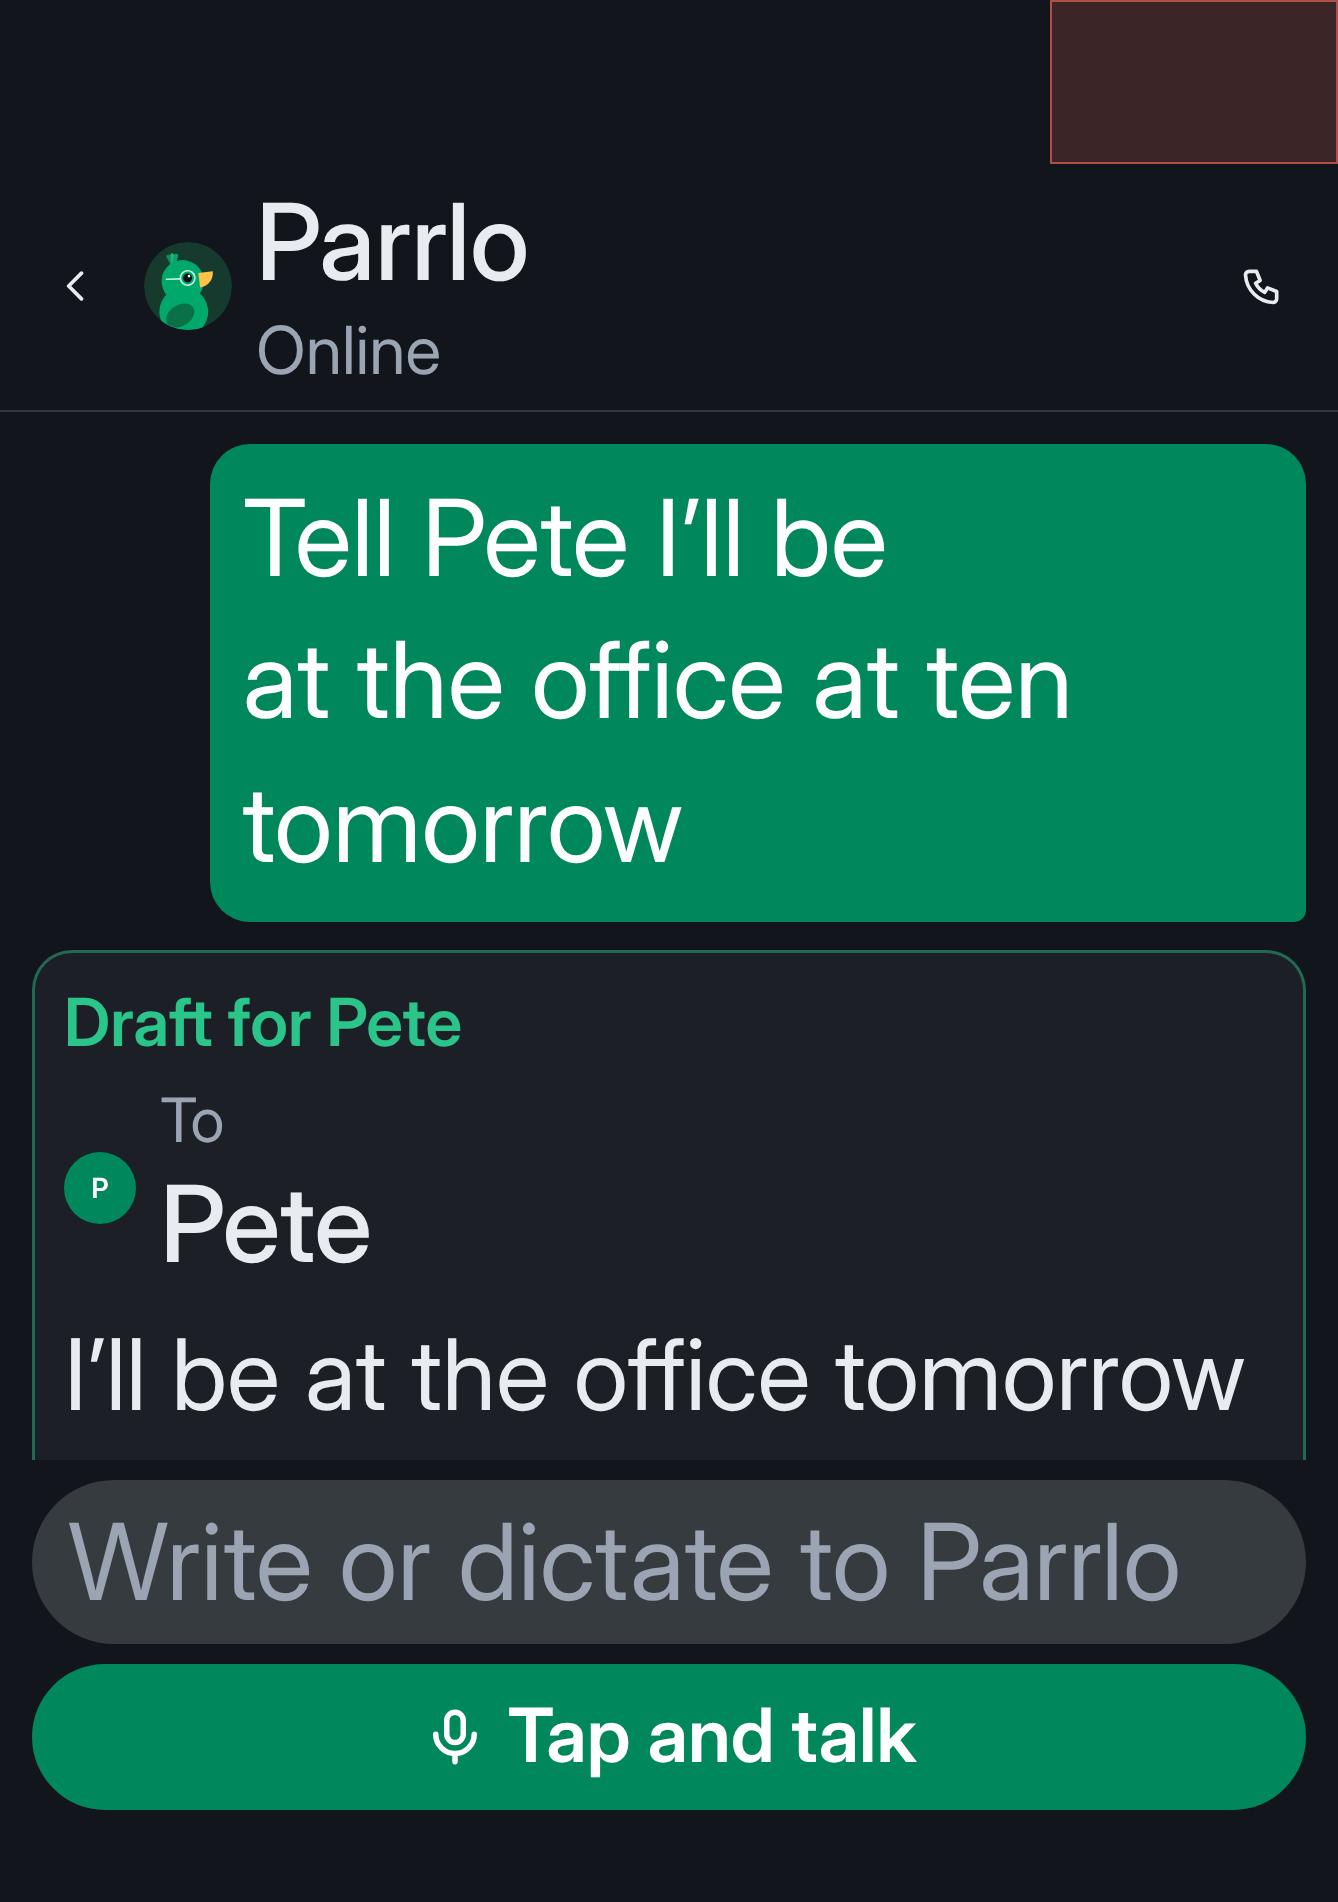 Parrlo
Online
Tell Pete I’ll be
at the office at ten
tomorrow
Draft for Pete
To
P
Pete
I’ll be at the office tomorrow
Write or dictate to Parrlo
Tap and talk